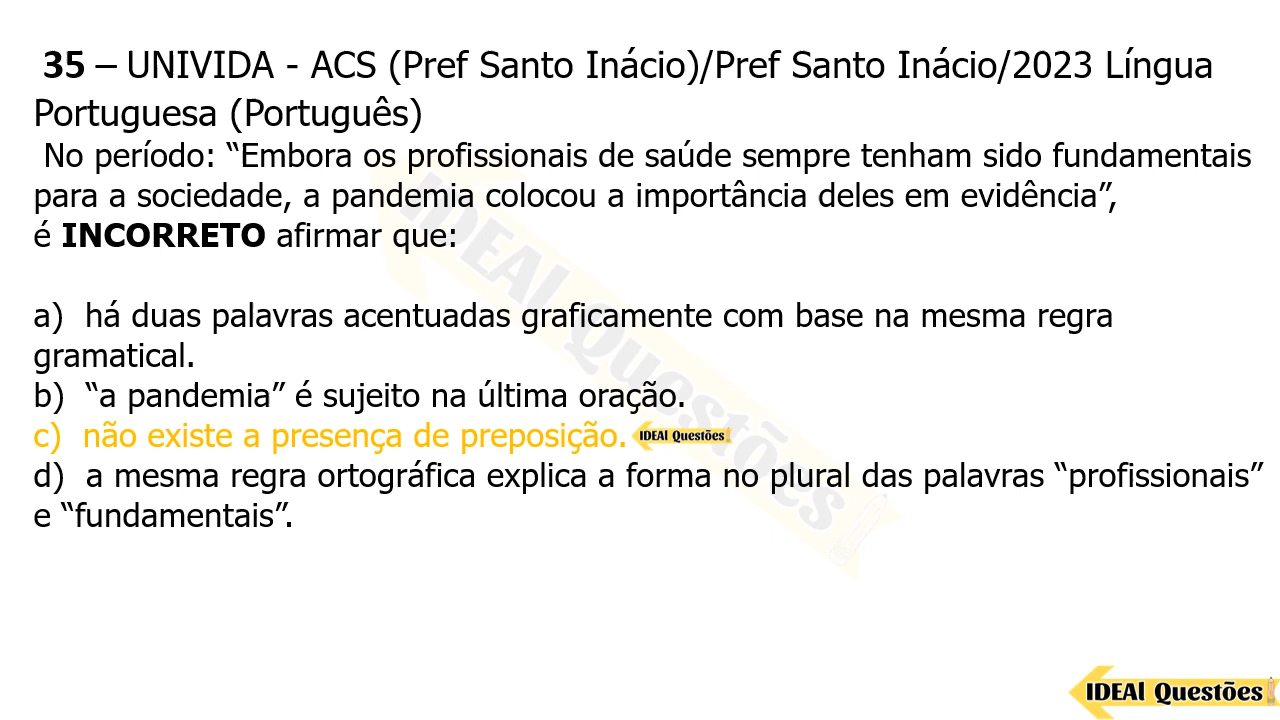 35 – UNIVIDA - ACS (Pref Santo Inácio)/Pref Santo Inácio/2023 Língua
Portuguesa (Português)
No período: “Embora os profissionais de saúde sempre tenham sido fundamentais
para a sociedade, a pandemia colocou a importância deles em evidência”,
é INCORRETO afirmar que:
a) há duas palavras acentuadas graficamente com base na mesma regra
gramatical.
b) “a pandemia” é sujeito na última oração.
c) não existe a presença de preposição. IDEAl Questões
d) a mesma regra ortográfica explica a forma no plural das palavras “profissionais”
e “fundamentais”.
IDEAl Questões
IDEAl Questões